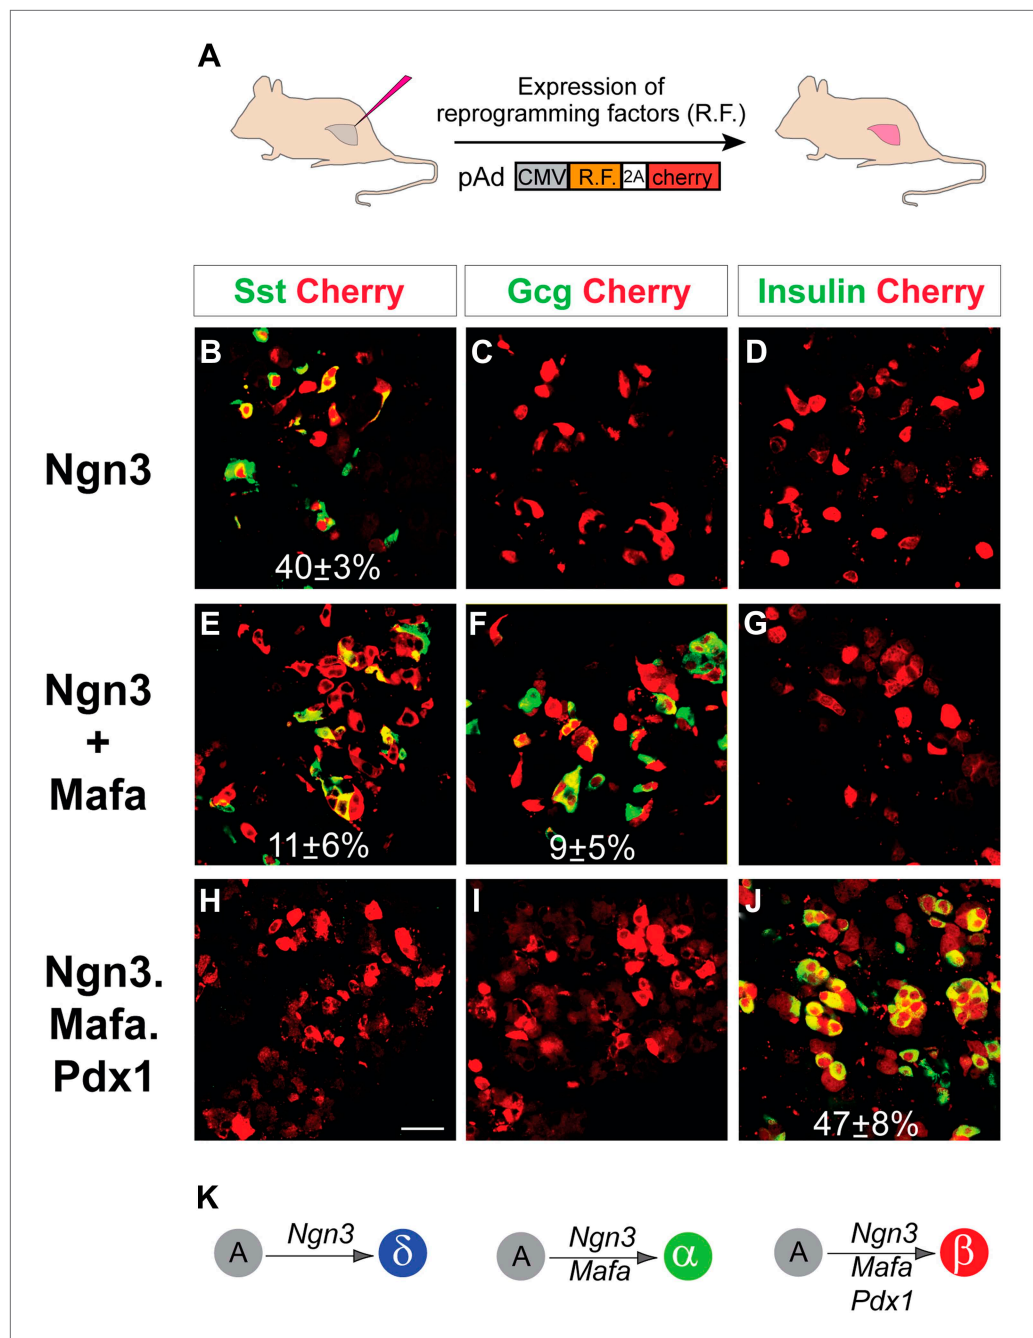 A
Expression of
reprogramming factors (R.F.)
pAd CMV R.F. 2A cherry
Sst Cherry
Gcg Cherry
Insulin Cherry
Ngn3
B
40±3%
C
D
Ngn3
+
Mafa
E
11±6%
F
9±5%
G
Ngn3.
Mafa.
Pdx1
H
I
J
47±8%
K
A Ngn3 δ
A Ngn3 α
Mafa
A Ngn3 β
Mafa
Pdx1